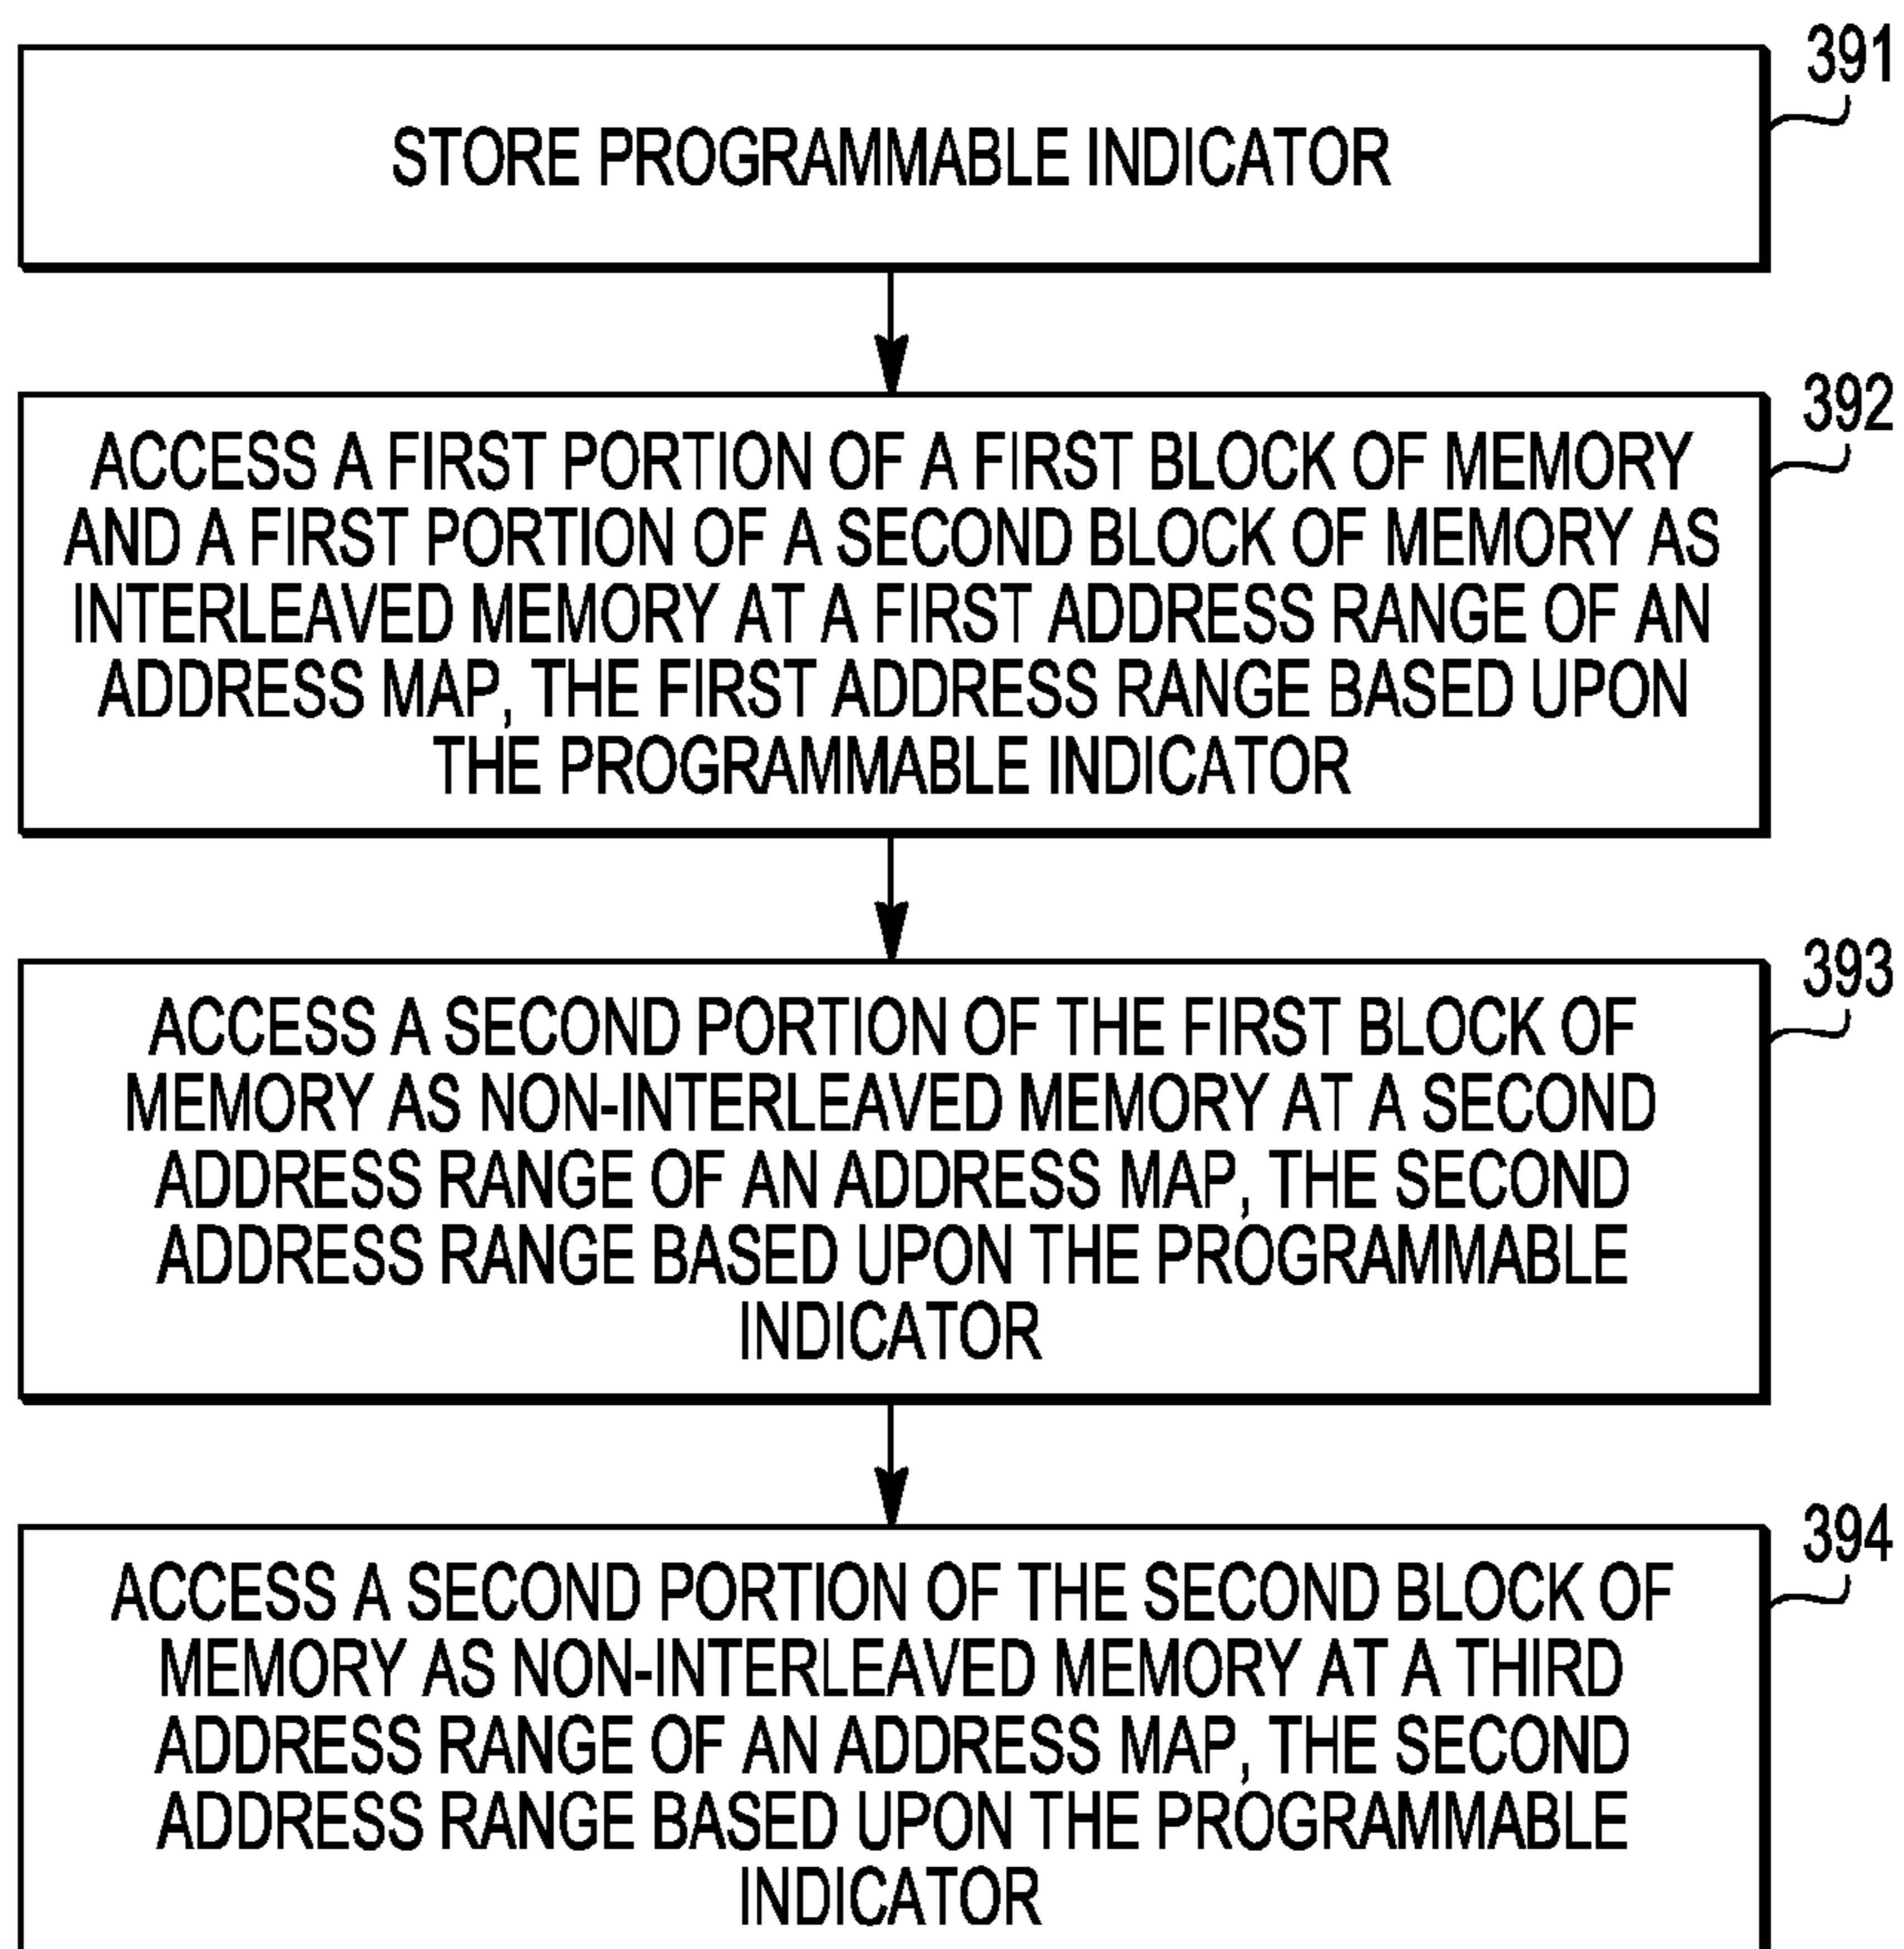 391
STORE PROGRAMMABLE INDICATOR
392
ACCESS A FIRST PORTION OF A FIRST BLOCK OF MEMORY
AND A FIRST PORTION OF A SECOND BLOCK OF MEMORY AS
INTERLEAVED MEMORY AT A FIRST ADDRESS RANGE OF AN
ADDRESS MAP, THE FIRST ADDRESS RANGE BASED UPON
THE PROGRAMMABLE INDICATOR
393
ACCESS A SECOND PORTION OF THE FIRST BLOCK OF
MEMORY AS NON-INTERLEAVED MEMORY AT A SECOND
ADDRESS RANGE OF AN ADDRESS MAP, THE SECOND
ADDRESS RANGE BASED UPON THE PROGRAMMABLE
INDICATOR
394
ACCESS A SECOND PORTION OF THE SECOND BLOCK OF
MEMORY AS NON-INTERLEAVED MEMORY AT A THIRD
ADDRESS RANGE OF AN ADDRESS MAP, THE SECOND
ADDRESS RANGE BASED UPON THE PROGRAMMABLE
INDICATOR